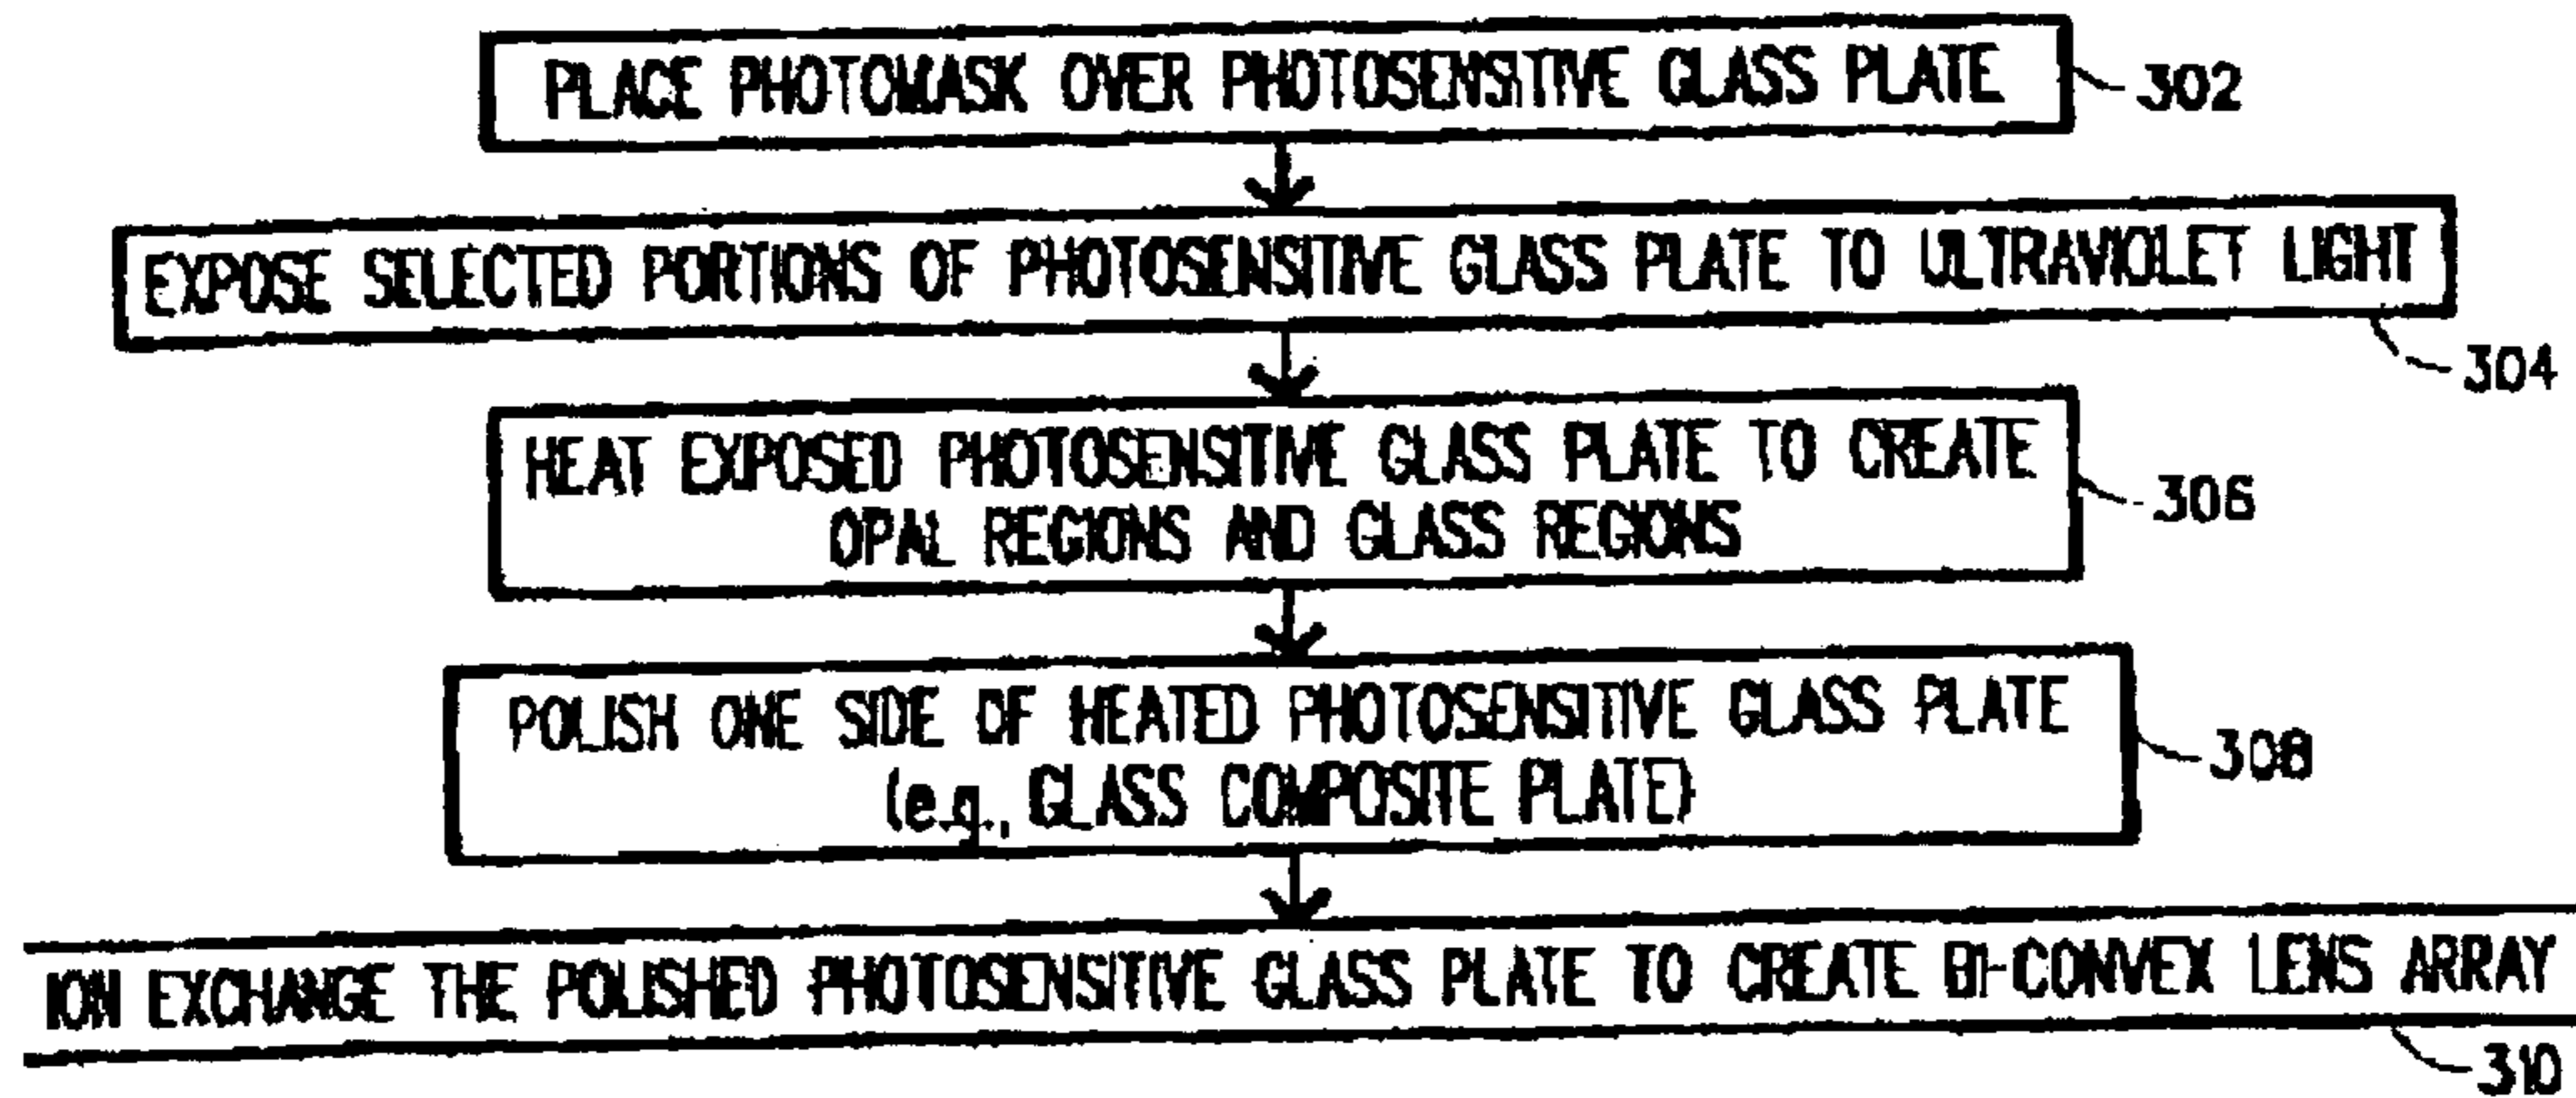 PLACE PHOTOMASK OVER PHOTOSENSITIVE GLASS PLATE
302
EXPOSE SELECTED PORTIONS OF PHOTOSENSITIVE GLASS PLATE TO ULTRAVIOLET LIGHT
304
HEAT EXPOSED PHOTOSENSITIVE GLASS PLATE TO CREATE
OPAL REGIONS AND GLASS REGIONS
306
POLISH ONE SIDE OF HEATED PHOTOSENSITIVE GLASS PLATE
(e.g., GLASS COMPOSITE PLATE)
308
ION EXCHANGE THE POLISHED PHOTOSENSITIVE GLASS PLATE TO CREATE BI-CONVEX LENS ARRAY
310